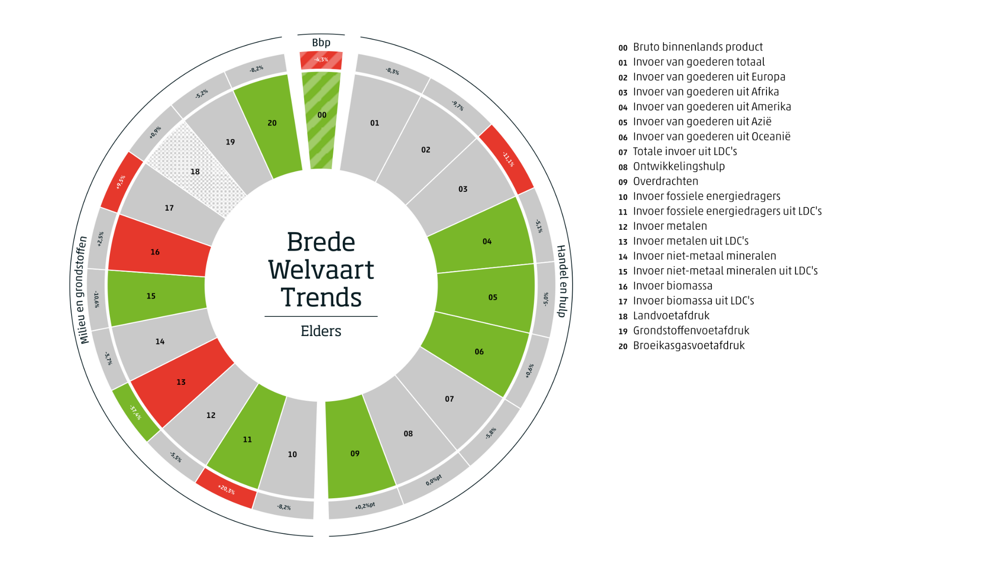 Bbp
-4,3%
00
-8,3%
01
-9,7%
02
-11,1%
03
-5,1%
04
-5,0%
05
+0,6%
06
-5,8%
07
0,0%pt
08
+0,2%pt
09
-8,2%
10
+20,3%
11
-5,5%
12
-37,4%
13
-3,7%
14
-10,6%
15
+2,5%
16
+9,5%
17
+0,9%
18
-5,2%
19
-8,2%
20
Handel en hulp
Milieu en grondstoffen
Brede
Welvaart
Trends
Elders
00 Bruto binnenlands product
01 Invoer van goederen totaal
02 Invoer van goederen uit Europa
03 Invoer van goederen uit Afrika
04 Invoer van goederen uit Amerika
05 Invoer van goederen uit Azië
06 Invoer van goederen uit Oceanië
07 Totale invoer uit LDC's
08 Ontwikkelingshulp
09 Overdrachten
10 Invoer fossiele energiedragers
11 Invoer fossiele energiedragers uit LDC's
12 Invoer metalen
13 Invoer metalen uit LDC's
14 Invoer niet-metaal mineralen
15 Invoer niet-metaal mineralen uit LDC's
16 Invoer biomassa
17 Invoer biomassa uit LDC's
18 Landvoetafdruk
19 Grondstoffenvoetafdruk
20 Broeikasgasvoetafdruk